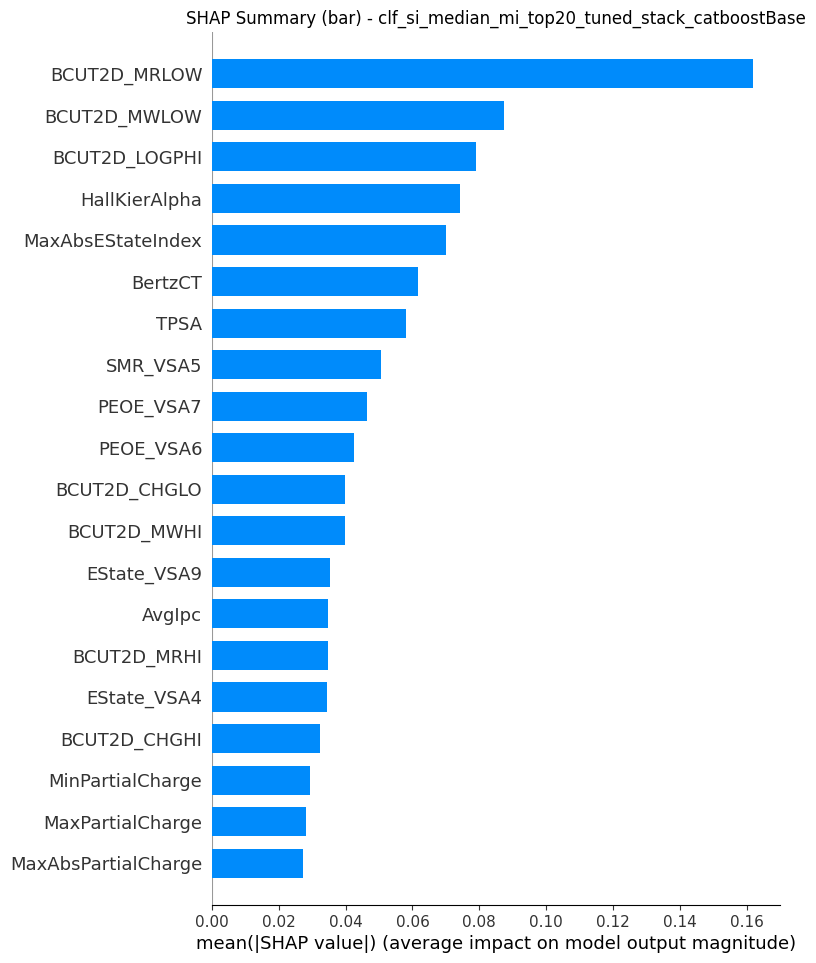 SHAP Summary (bar) - clf_si_median_mi_top20_tuned_stack_catboostBase
BCUT2D_MRLOW
BCUT2D_MWLOW
BCUT2D_LOGPHI
HallKierAlpha
MaxAbsEStateIndex
BertzCT
TPSA
SMR_VSA5
PEOE_VSA7
PEOE_VSA6
BCUT2D_CHGLO
BCUT2D_MWHI
EState_VSA9
AvgIpc
BCUT2D_MRHI
EState_VSA4
BCUT2D_CHGHI
MinPartialCharge
MaxPartialCharge
MaxAbsPartialCharge
0.00 0.02 0.04 0.06 0.08 0.10 0.12 0.14 0.16
mean(|SHAP value|) (average impact on model output magnitude)